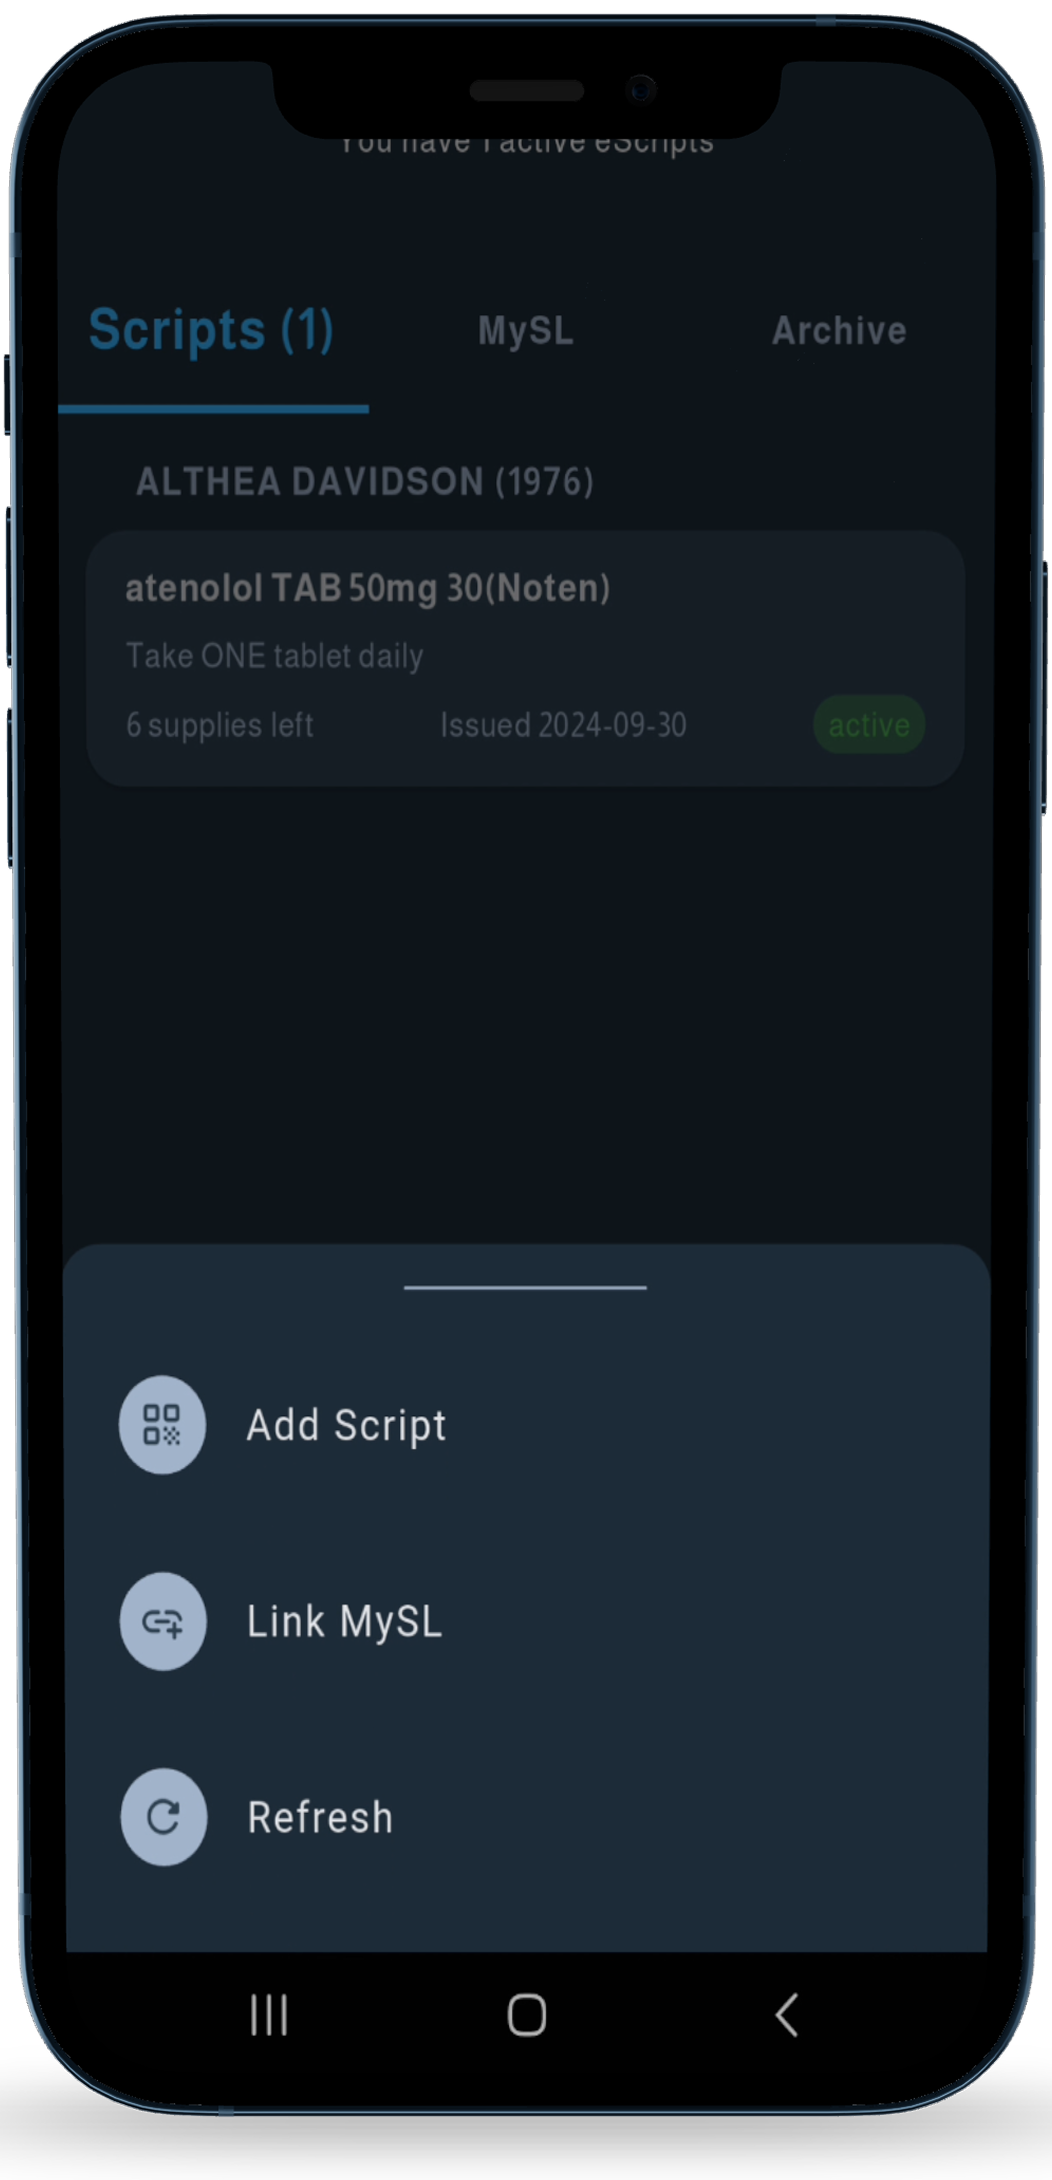 You have 1 active eScripts
Scripts (1) MySL Archive
ALTHEA DAVIDSON (1976)
atenolol TAB 50mg 30(Noten)
Take ONE tablet daily
6 supplies left Issued 2024-09-30 active
Add Script
Link MySL
Refresh